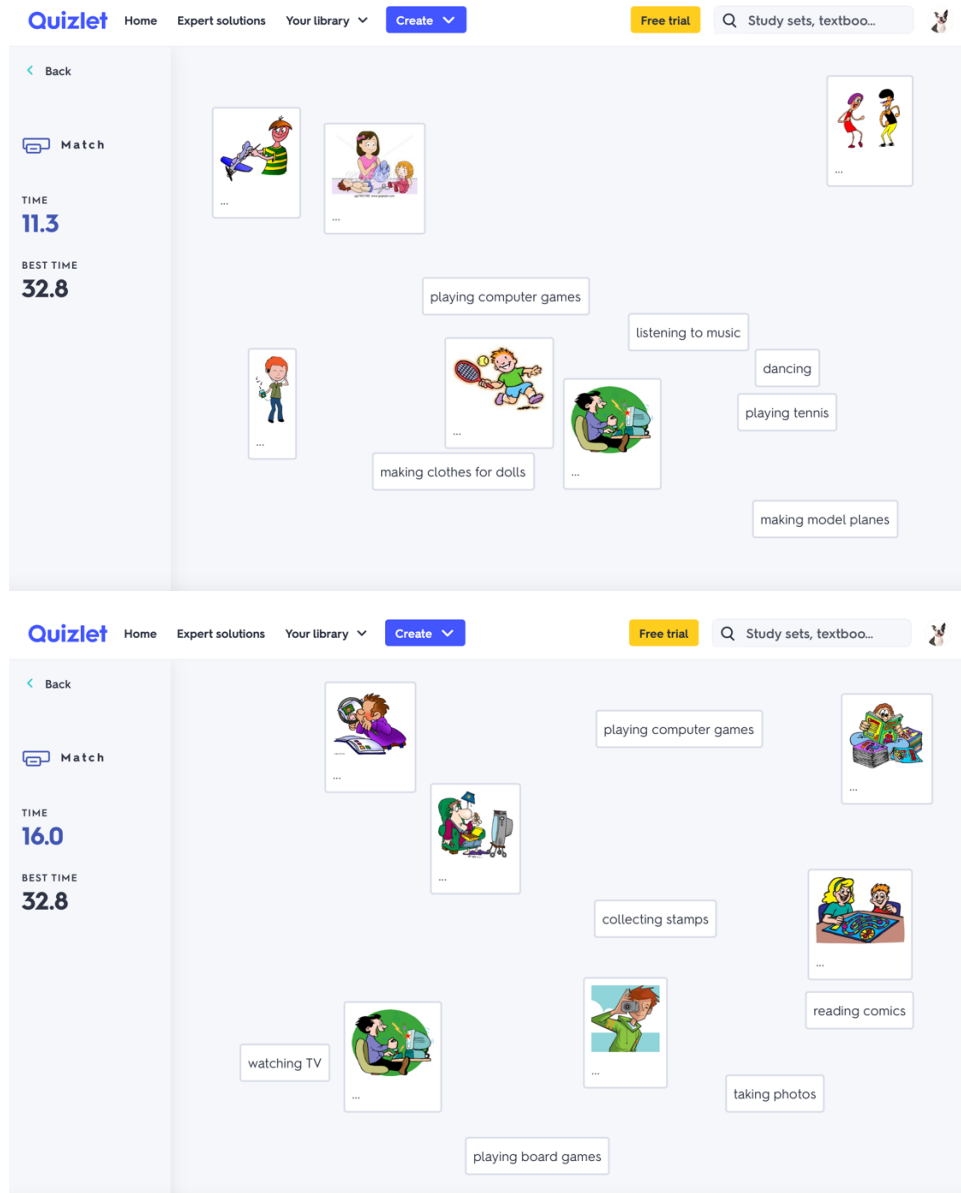 Quizlet Home Expert solutions Your library Create Free trial Study sets, textboo...
Back
Match
TIME
11.3
BEST TIME
32.8
...
...
...
playing computer games
listening to music
dancing
playing tennis
...
...
...
making clothes for dolls
making model planes
Quizlet Home Expert solutions Your library Create Free trial Study sets, textboo...
Back
Match
TIME
16.0
BEST TIME
32.8
...
playing computer games
...
...
collecting stamps
...
reading comics
watching TV
...
...
taking photos
playing board games